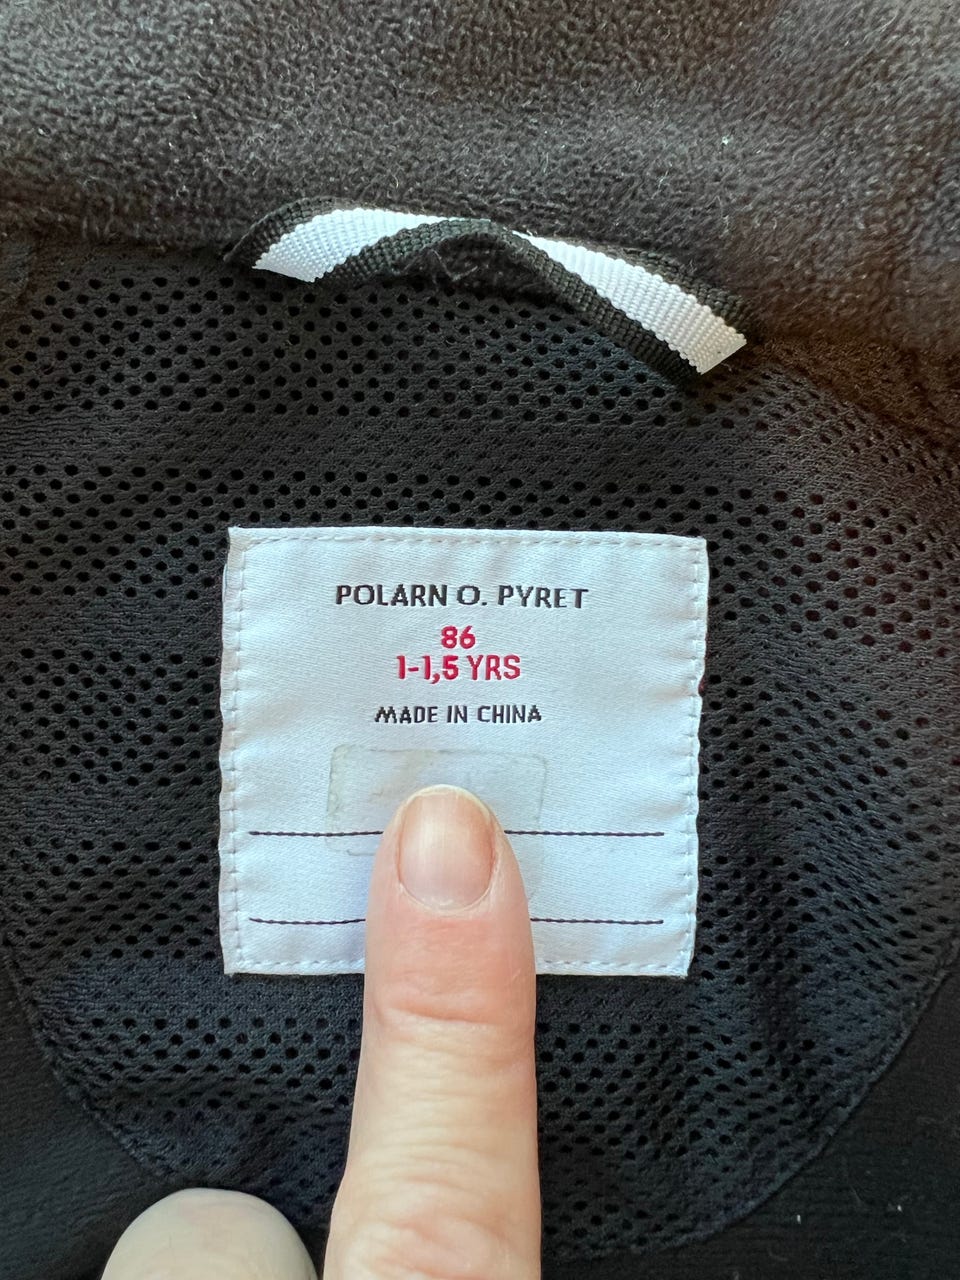 POLARN O. PYRET
86
1-1,5 YRS
MADE IN CHINA